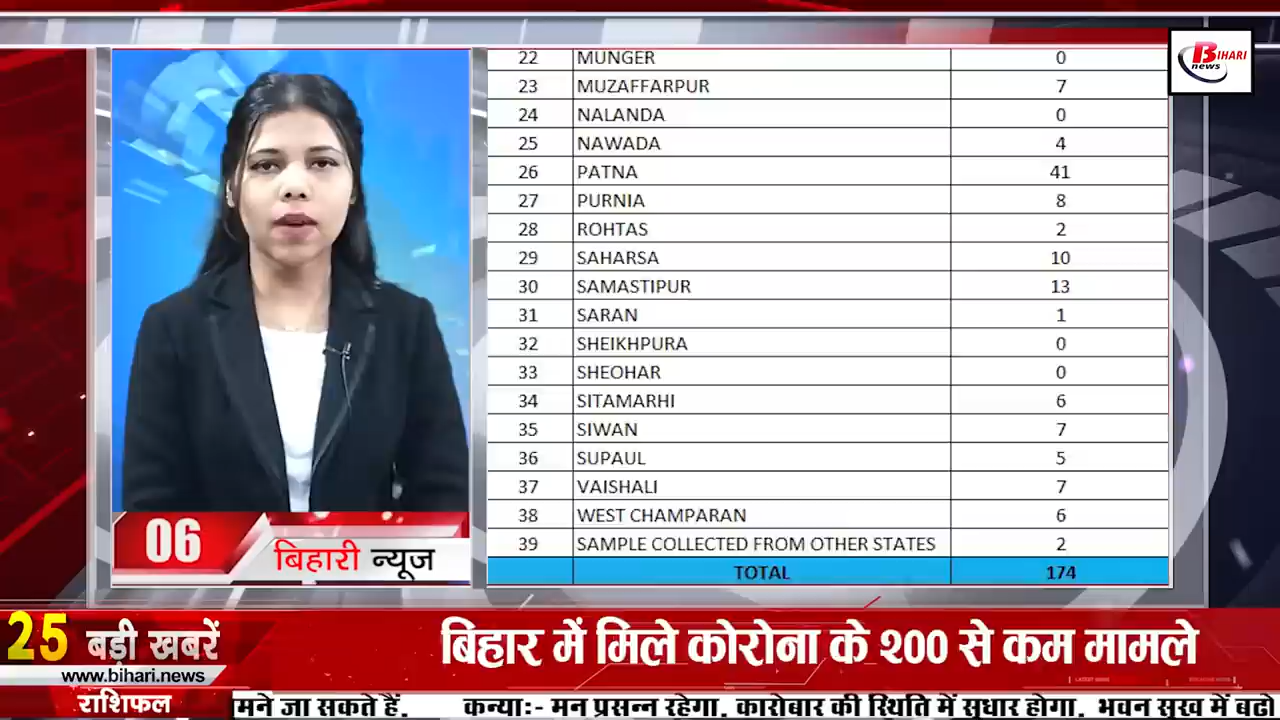 BIHARI
news
22 MUNGER 0
23 MUZAFFARPUR 7
24 NALANDA 0
25 NAWADA 4
26 PATNA 41
27 PURNIA 8
28 ROHTAS 2
29 SAHARSA 10
30 SAMASTIPUR 13
31 SARAN 1
32 SHEIKHPURA 0
33 SHEOHAR 0
34 SITAMARHI 6
35 SIWAN 7
36 SUPAUL 5
37 VAISHALI 7
38 WEST CHAMPARAN 6
39 SAMPLE COLLECTED FROM OTHER STATES 2
TOTAL 174
06
बिहारी न्यूज
25 बड़ी खबरें
www.bihari.news
बिहार में मिले कोरोना के 200 से कम मामले
राशिफल
मने जा सकते हैं. कन्या:- मन प्रसन्न रहेगा. कारोबार की स्थिति में सुधार होगा. भवन सुख में बढ़ो